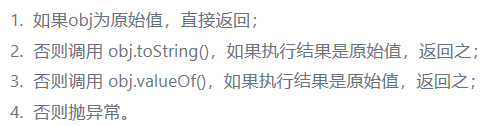 1. 如果obj为原始值，直接返回；
2. 否则调用 obj.toString()，如果执行结果是原始值，返回之；
3. 否则调用 obj.valueOf()，如果执行结果是原始值，返回之；
4. 否则抛异常。